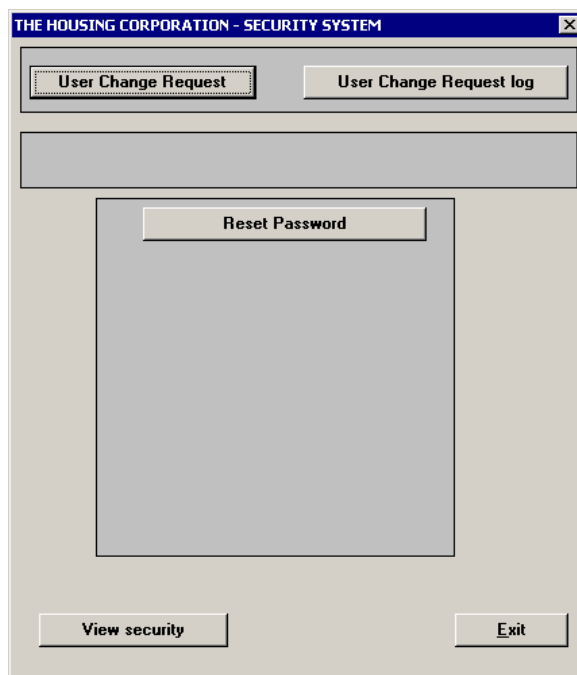 THE HOUSING CORPORATION - SECURITY SYSTEM
User Change Request
User Change Request log
Reset Password
View security
Exit